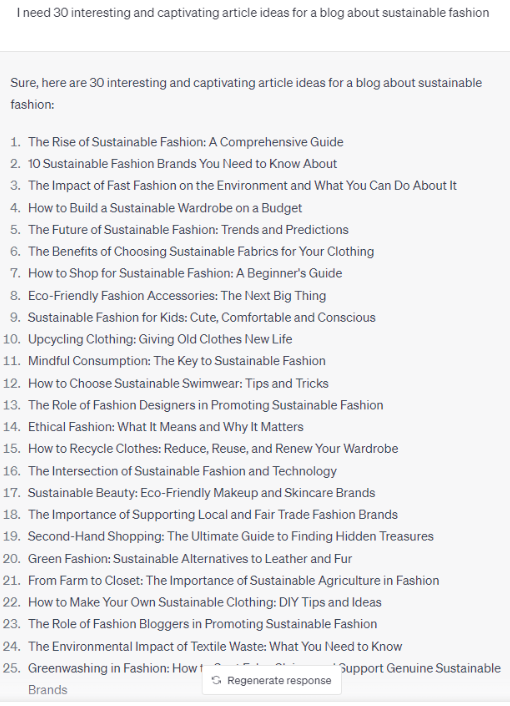 I need 30 interesting and captivating article ideas for a blog about sustainable fashion
Sure, here are 30 interesting and captivating article ideas for a blog about sustainable
fashion:
1. The Rise of Sustainable Fashion: A Comprehensive Guide
2. 10 Sustainable Fashion Brands You Need to Know About
3. The Impact of Fast Fashion on the Environment and What You Can Do About It
4. How to Build a Sustainable Wardrobe on a Budget
5. The Future of Sustainable Fashion: Trends and Predictions
6. The Benefits of Choosing Sustainable Fabrics for Your Clothing
7. How to Shop for Sustainable Fashion: A Beginner's Guide
8. Eco-Friendly Fashion Accessories: The Next Big Thing
9. Sustainable Fashion for Kids: Cute, Comfortable and Conscious
10. Upcycling Clothing: Giving Old Clothes New Life
11. Mindful Consumption: The Key to Sustainable Fashion
12. How to Choose Sustainable Swimwear: Tips and Tricks
13. The Role of Fashion Designers in Promoting Sustainable Fashion
14. Ethical Fashion: What It Means and Why It Matters
15. How to Recycle Clothes: Reduce, Reuse, and Renew Your Wardrobe
16. The Intersection of Sustainable Fashion and Technology
17. Sustainable Beauty: Eco-Friendly Makeup and Skincare Brands
18. The Importance of Supporting Local and Fair Trade Fashion Brands
19. Second-Hand Shopping: The Ultimate Guide to Finding Hidden Treasures
20. Green Fashion: Sustainable Alternatives to Leather and Fur
21. From Farm to Closet: The Importance of Sustainable Agriculture in Fashion
22. How to Make Your Own Sustainable Clothing: DIY Tips and Ideas
23. The Role of Fashion Bloggers in Promoting Sustainable Fashion
24. The Environmental Impact of Textile Waste: What You Need to Know
25. Greenwashing in Fashion: How Support Genuine Sustainable
Brands
Regenerate response